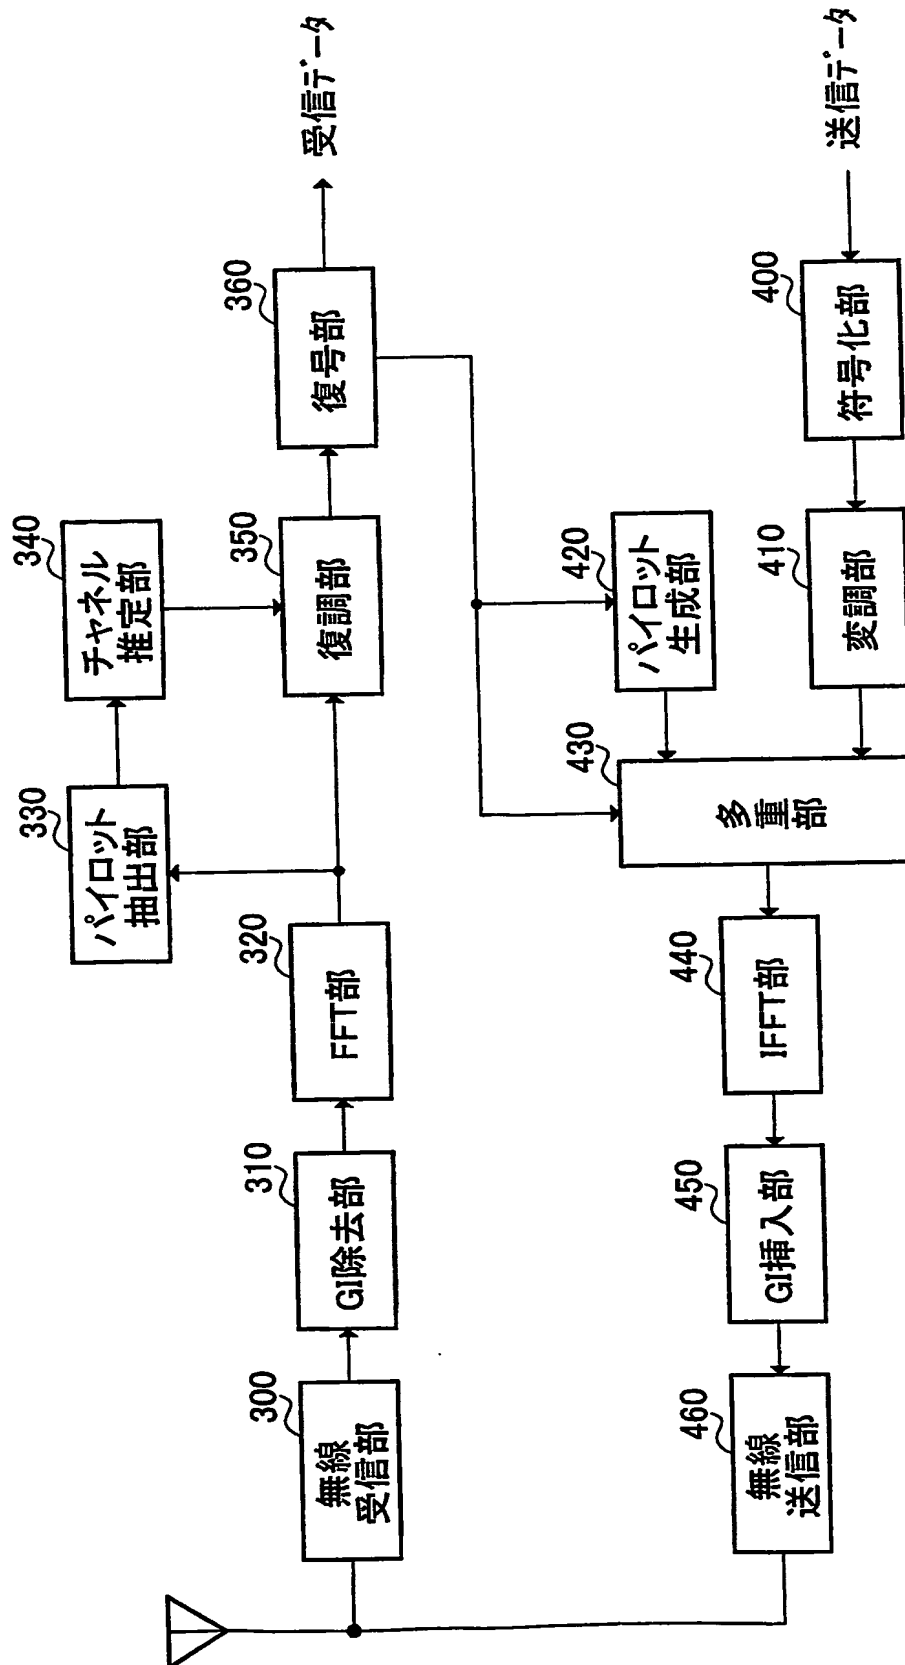 300
無線
受信部
310
GI除去部
320
FFT部
330
パイロット
抽出部
340
チャネル
推定部
350
復調部
360
復号部
受信データ
送信データ
400
符号化部
410
変調部
420
パイロット
生成部
430
多重部
440
IFFT部
450
GI挿入部
460
無線
送信部